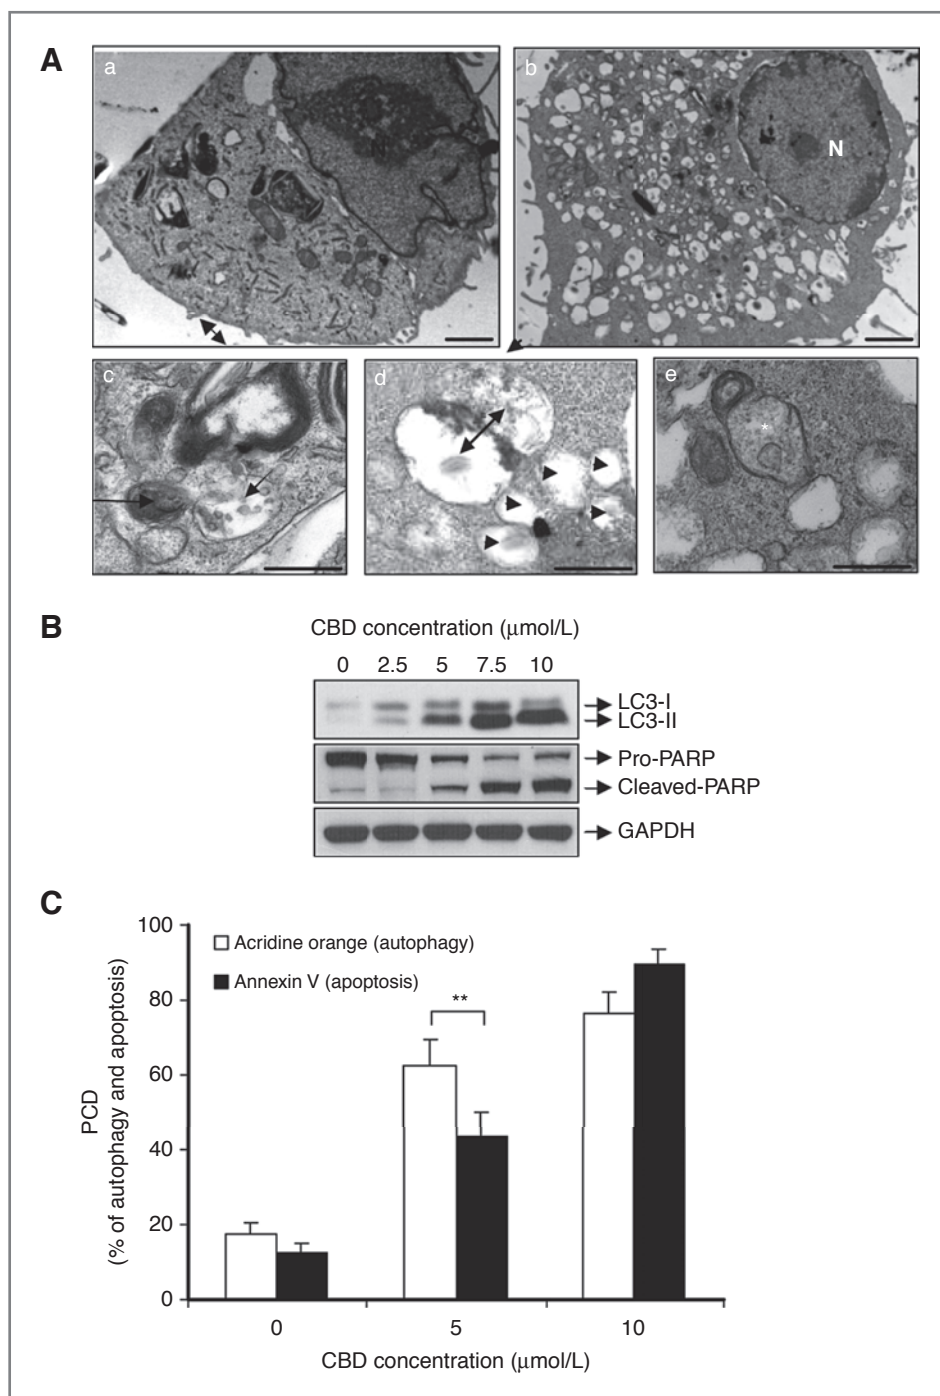 A
a
b
N
c
d
e
*
B
CBD concentration (μmol/L)
0 2.5 5 7.5 10
LC3-I
LC3-II
Pro-PARP
Cleaved-PARP
GAPDH
C
PCD
(% of autophagy and apoptosis)
100
80
60
40
20
0
Acridine orange (autophagy)
Annexin V (apoptosis)
**
0 5 10
CBD concentration (μmol/L)